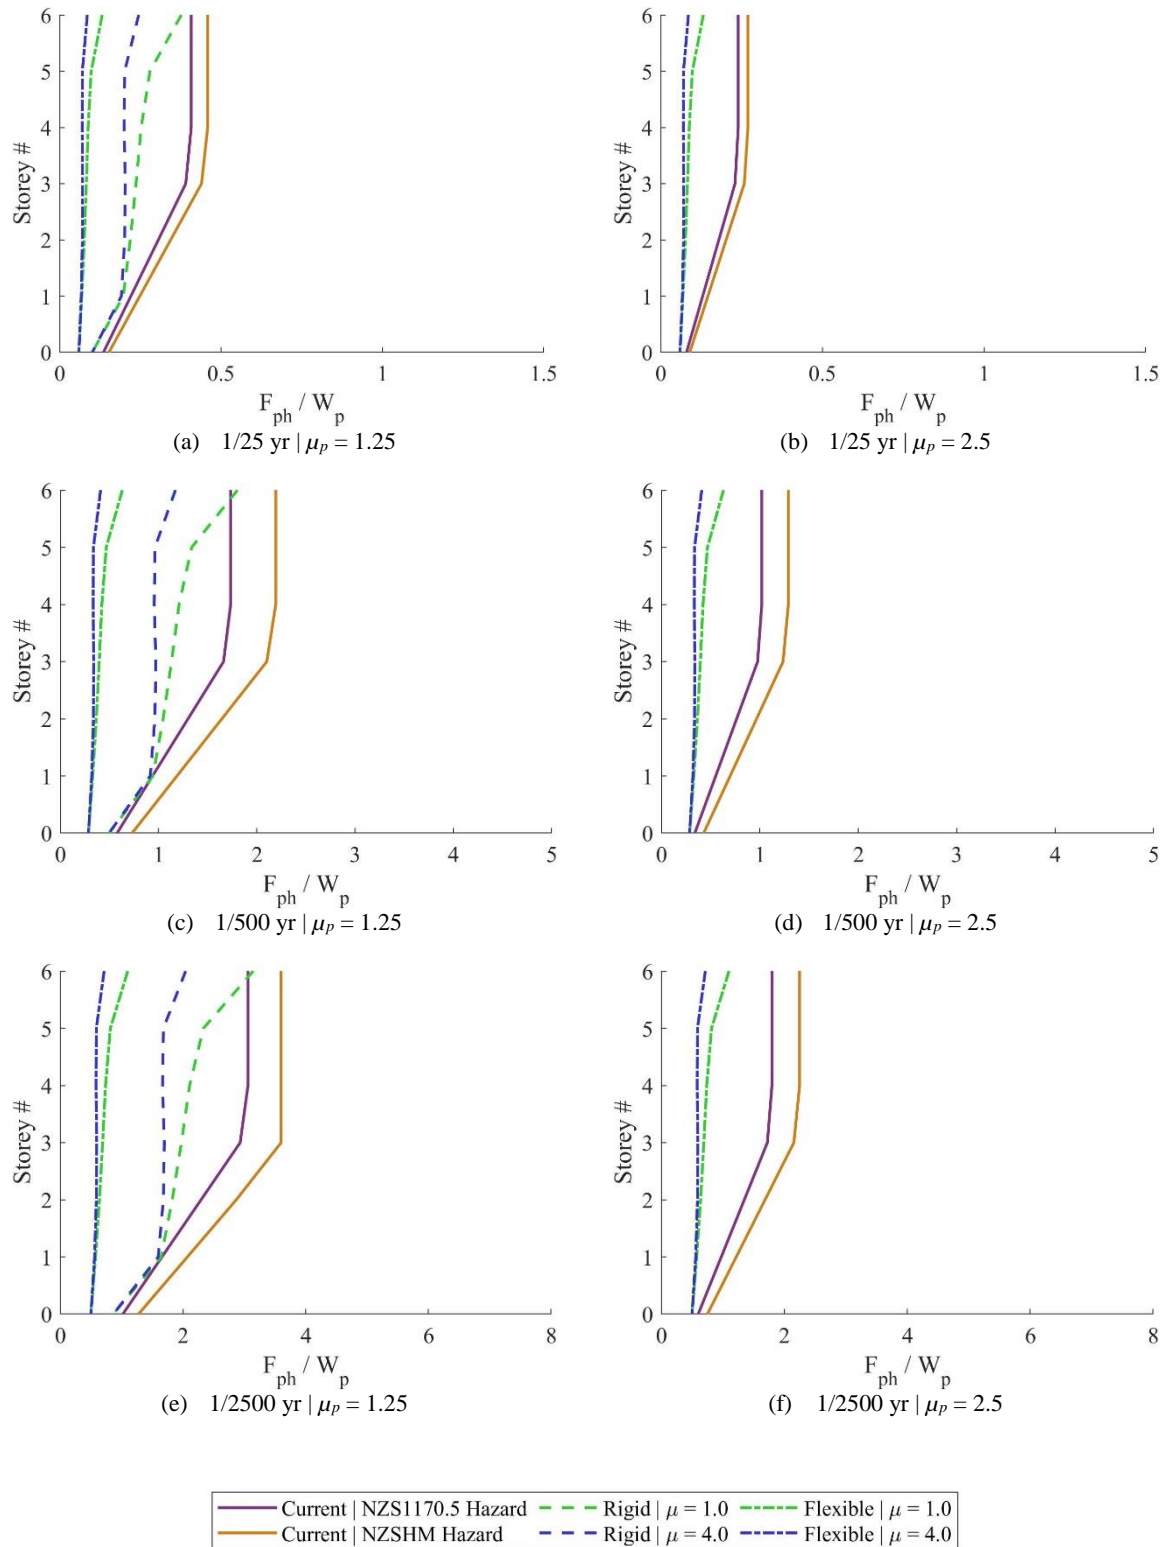 6
5
4
3
2
1
0
Storey #
0 0.5 1 1.5
F_ph / W_p
(a) 1/25 yr | μp = 1.25
6
5
4
3
2
1
0
Storey #
0 0.5 1 1.5
F_ph / W_p
(b) 1/25 yr | μp = 2.5
6
5
4
3
2
1
0
Storey #
0 1 2 3 4 5
F_ph / W_p
(c) 1/500 yr | μp = 1.25
6
5
4
3
2
1
0
Storey #
0 1 2 3 4 5
F_ph / W_p
(d) 1/500 yr | μp = 2.5
6
5
4
3
2
1
0
Storey #
0 2 4 6 8
F_ph / W_p
(e) 1/2500 yr | μp = 1.25
6
5
4
3
2
1
0
Storey #
0 2 4 6 8
F_ph / W_p
(f) 1/2500 yr | μp = 2.5
Current | NZS1170.5 Hazard Rigid | μ = 1.0 Flexible | μ = 1.0
Current | NZSHM Hazard Rigid | μ = 4.0 Flexible | μ = 4.0